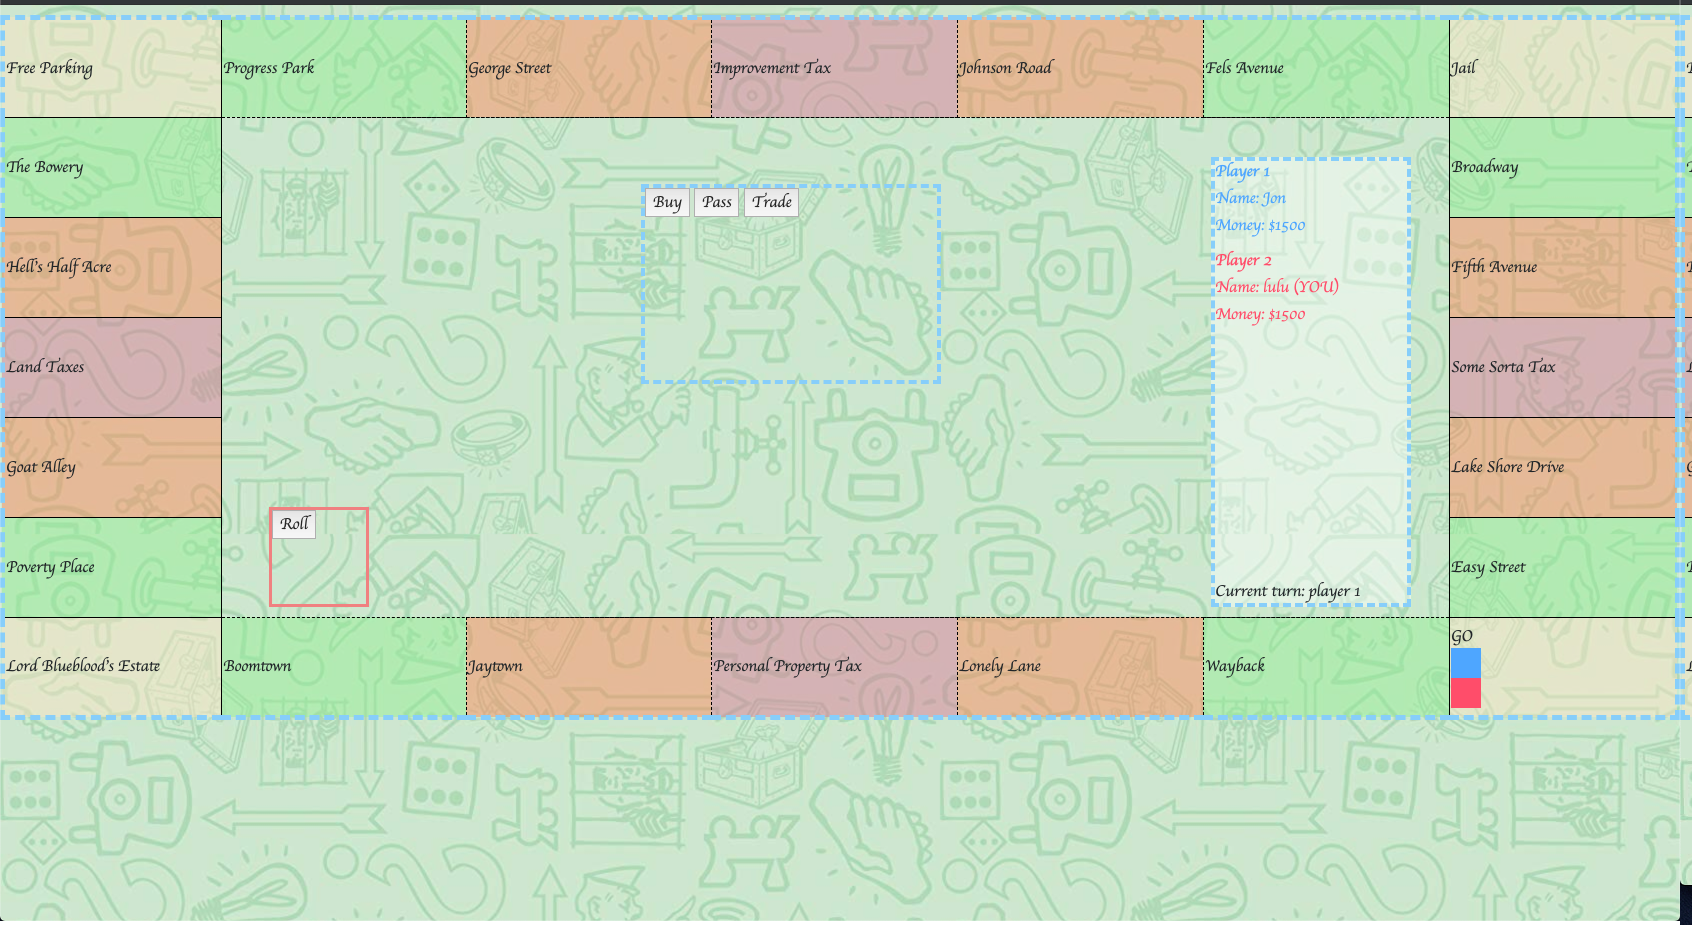 Free Parking
Progress Park
George Street
Improvement Tax
Johnson Road
Fels Avenue
Jail
The Bowery
Broadway
Hell's Half Acre
Fifth Avenue
Land Taxes
Some Sorta Tax
Goat Alley
Lake Shore Drive
Poverty Place
Easy Street
Lord Blueblood's Estate
Boomtown
Jaytown
Personal Property Tax
Lonely Lane
Wayback
GO
Buy
Pass
Trade
Player 1
Name: Jon
Money: $1500
Player 2
Name: lulu (YOU)
Money: $1500
Current turn: player 1
Roll